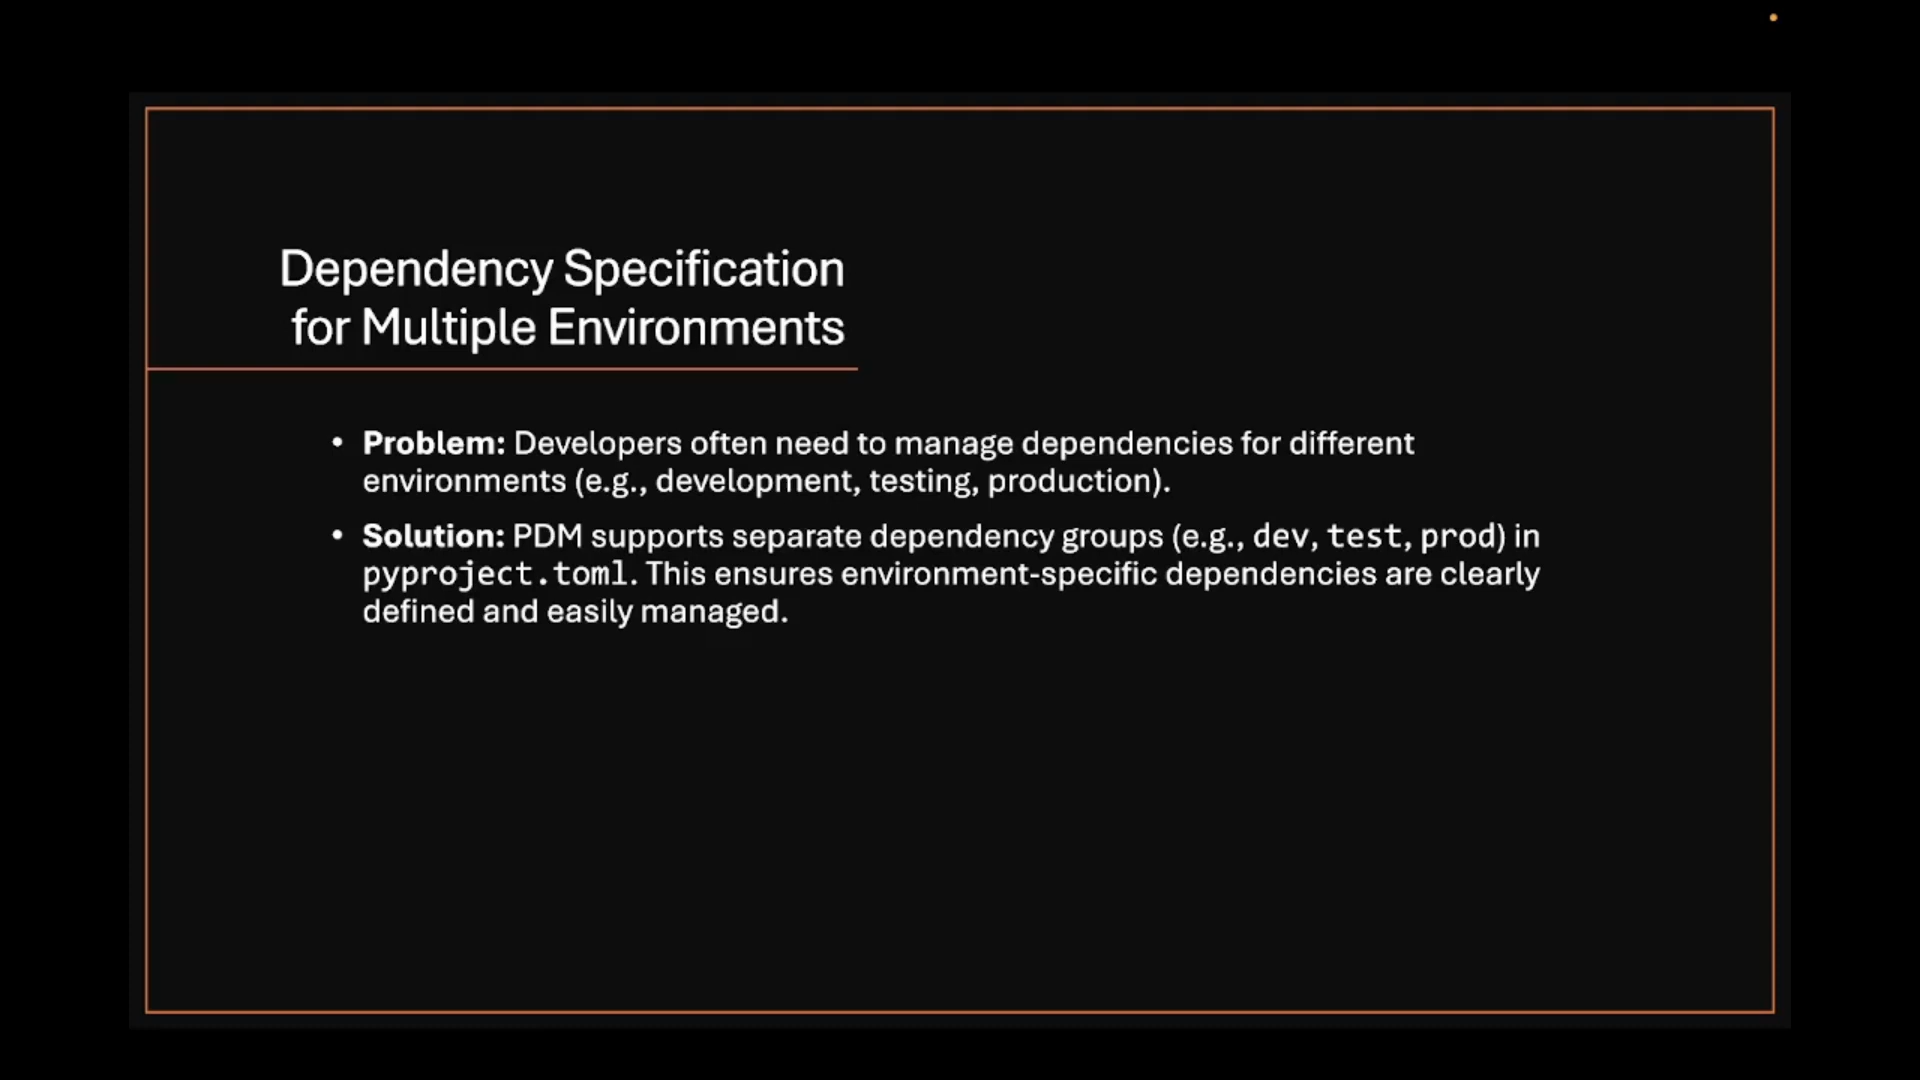 Dependency Specification
for Multiple Environments
• Problem: Developers often need to manage dependencies for different
environments (e.g., development, testing, production).
• Solution: PDM supports separate dependency groups (e.g., dev, test, prod) in
pyproject.toml. This ensures environment-specific dependencies are clearly
defined and easily managed.